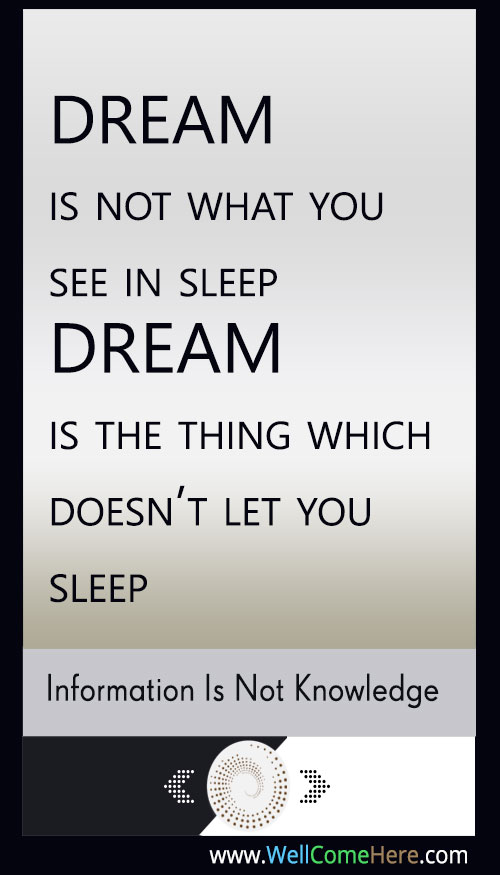 DREAM
IS NOT WHAT YOU
SEE IN SLEEP
DREAM
IS THE THING WHICH
DOESN'T LET YOU
SLEEP
Information Is Not Knowledge
www.WellComeHere.com